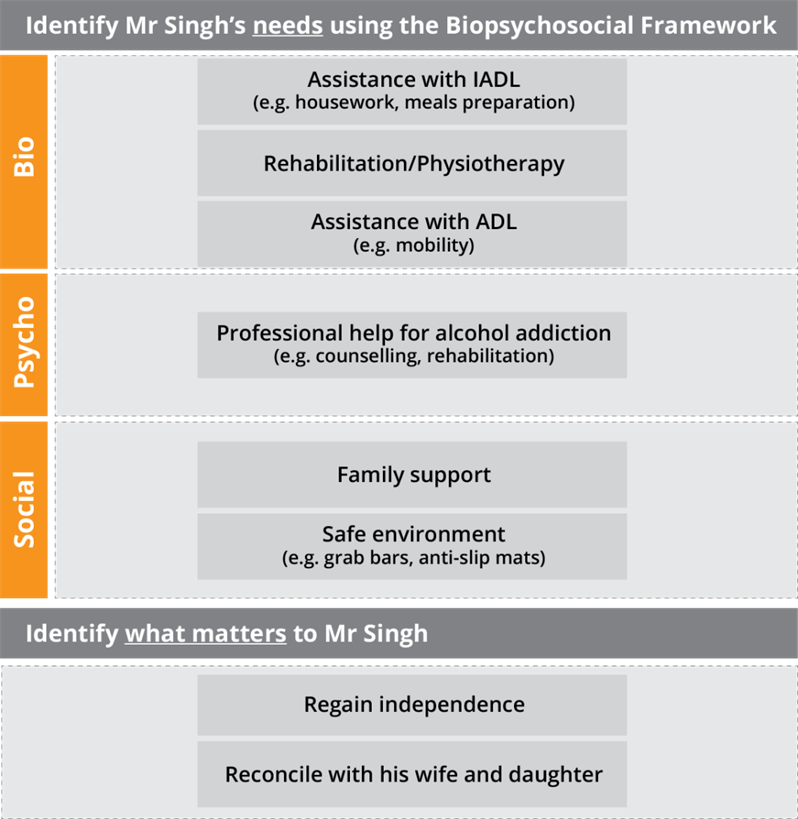 Identify Mr Singh’s needs using the Biopsychosocial Framework
Bio
Assistance with IADL
(e.g. housework, meals preparation)
Rehabilitation/Physiotherapy
Assistance with ADL
(e.g. mobility)
Psycho
Professional help for alcohol addiction
(e.g. counselling, rehabilitation)
Social
Family support
Safe environment
(e.g. grab bars, anti-slip mats)
Identify what matters to Mr Singh
Regain independence
Reconcile with his wife and daughter